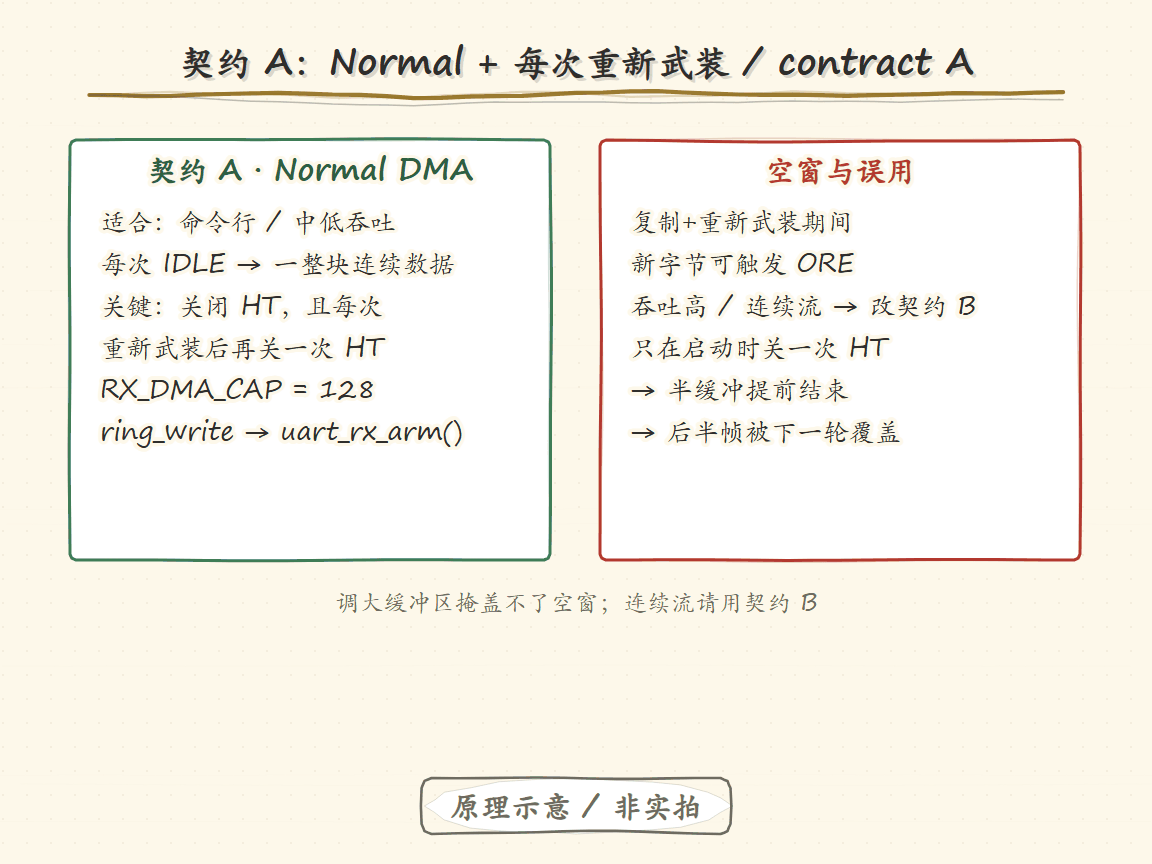 契约 A：Normal + 每次重新武装 / contract A
契约 A · Normal DMA
适合：命令行 / 中低吞吐
每次 IDLE → 一整块连续数据
关键：关闭 HT，且每次
重新武装后再关一次 HT
RX_DMA_CAP = 128
ring_write → uart_rx_arm()
空窗与误用
复制+重新武装期间
新字节可触发 ORE
吞吐高 / 连续流 → 改契约 B
只在启动时关一次 HT
→ 半缓冲提前结束
→ 后半帧被下一轮覆盖
调大缓冲区掩盖不了空窗；连续流请用契约 B
原理示意 / 非实拍